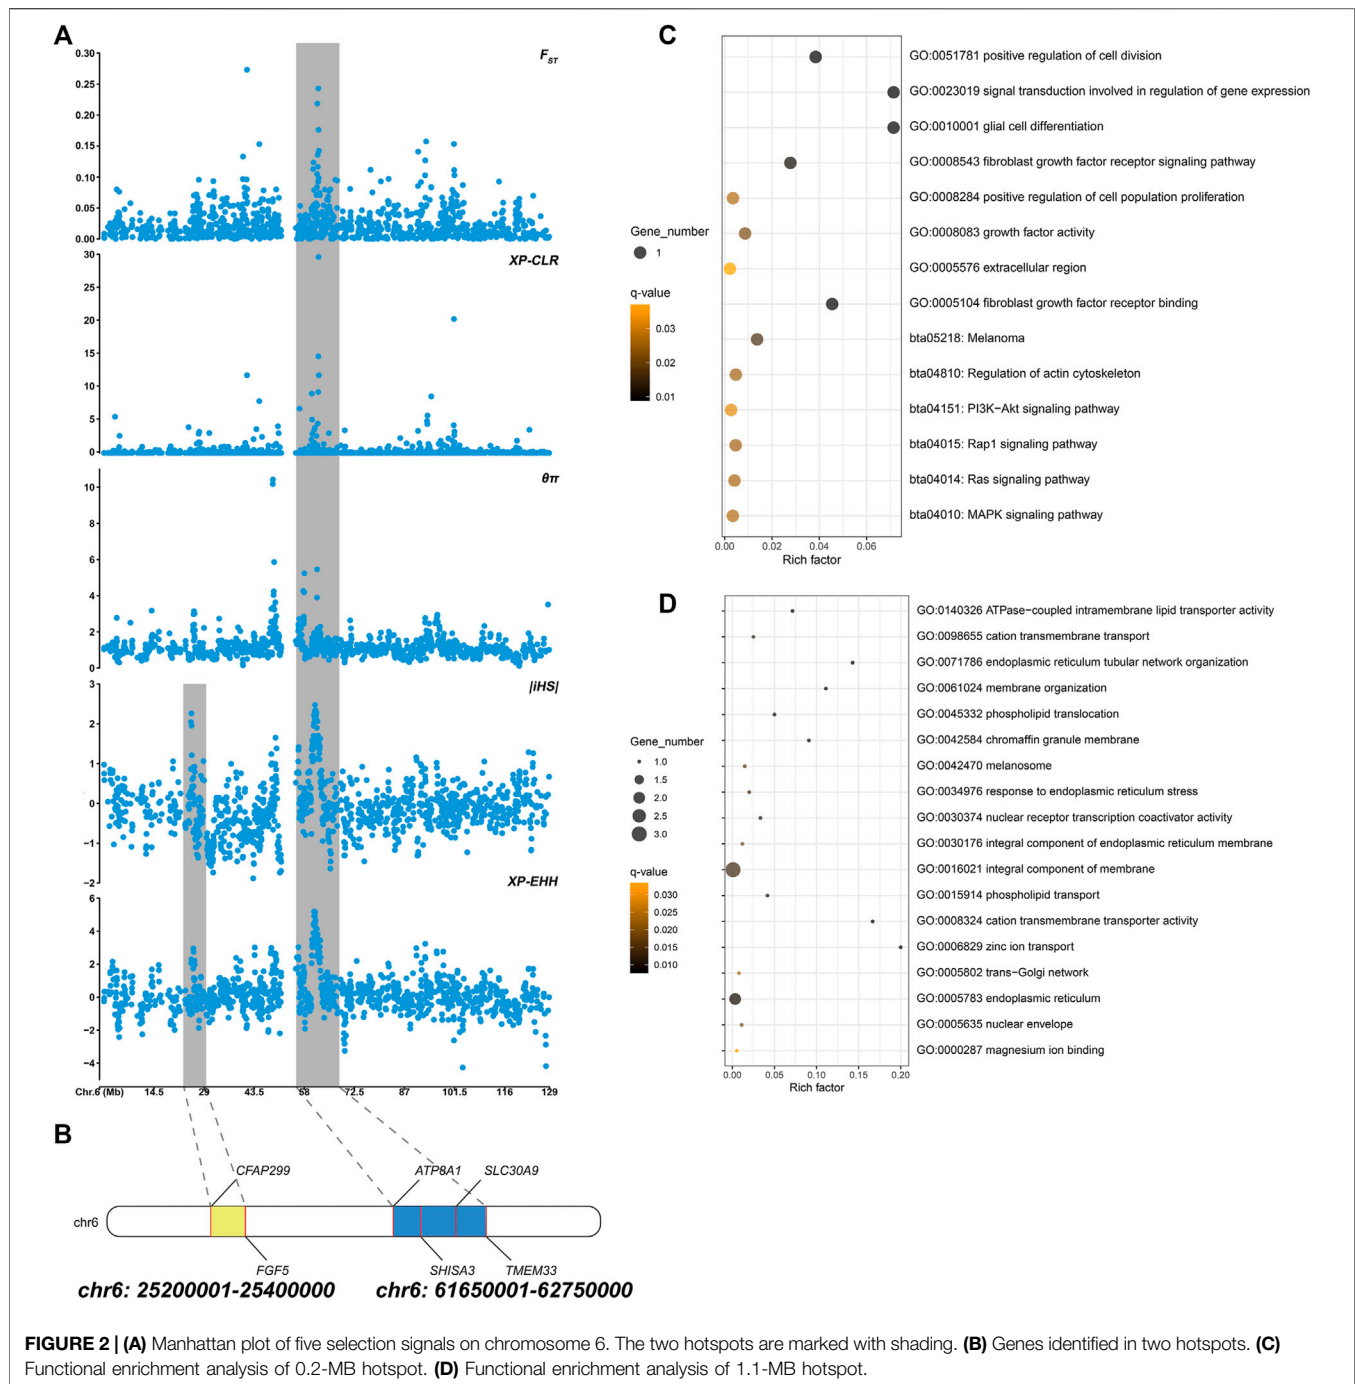 A
F_ST
0.30
0.25
0.20
0.15
0.10
0.05
0.00
XP-CLR
30
20
15
10
5
0
θπ
10
8
6
4
2
0
|iHS|
3
2
1
0
−1
−2
XP-EHH
6
4
2
0
−2
−4
Chr.6 (Mb) 14.5 29 43.5 58 72.5 87 101.5 116 129
B
CFAP299 ATP8A1 SLC30A9
chr6
FGF5 SHISA3 TMEM33
chr6: 25200001-25400000 chr6: 61650001-62750000
C
GO:0051781 positive regulation of cell division
GO:0023019 signal transduction involved in regulation of gene expression
GO:0010001 glial cell differentiation
GO:0008543 fibroblast growth factor receptor signaling pathway
GO:0008284 positive regulation of cell population proliferation
GO:0008083 growth factor activity
GO:0005576 extracellular region
GO:0005104 fibroblast growth factor receptor binding
bta05218: Melanoma
bta04810: Regulation of actin cytoskeleton
bta04151: PI3K−Akt signaling pathway
bta04015: Rap1 signaling pathway
bta04014: Ras signaling pathway
bta04010: MAPK signaling pathway
Gene_number
1
q-value
0.03
0.02
0.01
0.00 0.02 0.04 0.06
Rich factor
D
GO:0140326 ATPase−coupled intramembrane lipid transporter activity
GO:0098655 cation transmembrane transport
GO:0071786 endoplasmic reticulum tubular network organization
GO:0061024 membrane organization
GO:0045332 phospholipid translocation
GO:0042584 chromaffin granule membrane
GO:0042470 melanosome
GO:0034976 response to endoplasmic reticulum stress
GO:0030374 nuclear receptor transcription coactivator activity
GO:0030176 integral component of endoplasmic reticulum membrane
GO:0016021 integral component of membrane
GO:0015914 phospholipid transport
GO:0008324 cation transmembrane transporter activity
GO:0006829 zinc ion transport
GO:0005802 trans−Golgi network
GO:0005783 endoplasmic reticulum
GO:0005635 nuclear envelope
GO:0000287 magnesium ion binding
Gene_number
1.0
1.5
2.0
2.5
3.0
q-value
0.030
0.025
0.020
0.015
0.010
0.00 0.05 0.10 0.15 0.20
Rich factor
FIGURE 2 | (A) Manhattan plot of five selection signals on chromosome 6. The two hotspots are marked with shading. (B) Genes identified in two hotspots. (C)
Functional enrichment analysis of 0.2-MB hotspot. (D) Functional enrichment analysis of 1.1-MB hotspot.